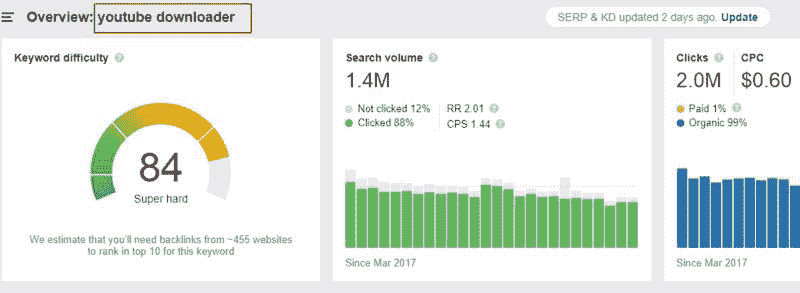 Overview: youtube downloader
SERP & KD updated 2 days ago. Update
Keyword difficulty
84
Super hard
We estimate that you'll need backlinks from ~455 websites
to rank in top 10 for this keyword
Search volume
1.4M
Not clicked 12% RR 2.01
Clicked 88% CPS 1.44
Since Mar 2017
Clicks CPC
2.0M $0.60
Paid 1%
Organic 99%
Since Mar 2017